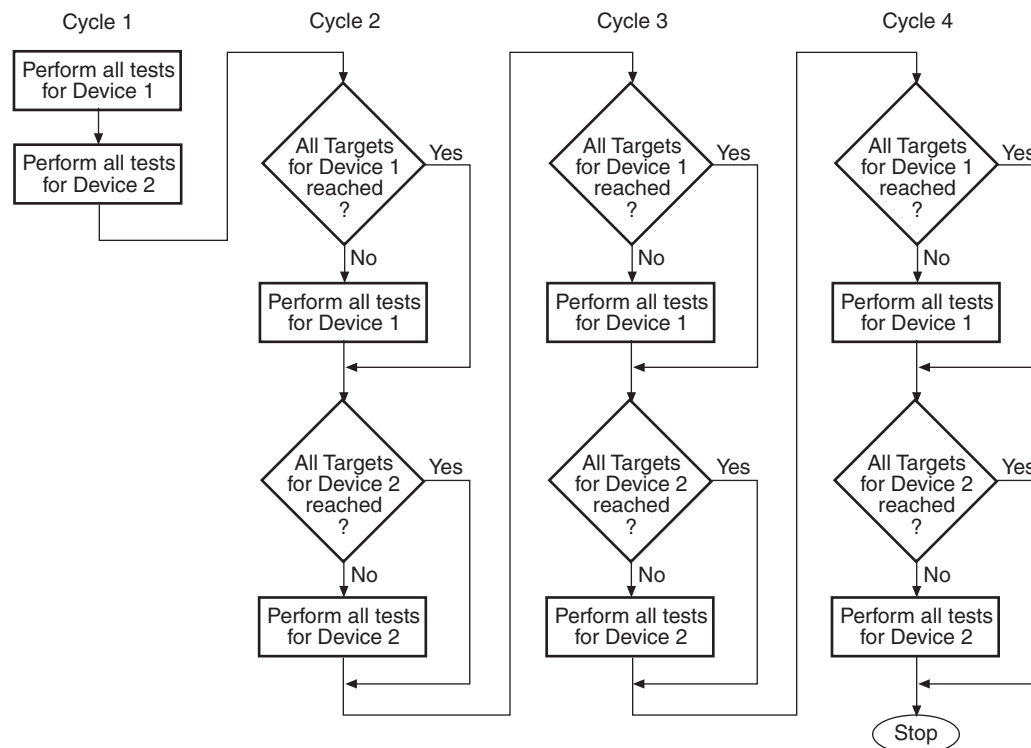 Cycle 1
Perform all tests
for Device 1
Perform all tests
for Device 2
Cycle 2
All Targets
for Device 1
reached
?
Yes
No
Perform all tests
for Device 1
All Targets
for Device 2
reached
?
Yes
No
Perform all tests
for Device 2
Cycle 3
All Targets
for Device 1
reached
?
Yes
No
Perform all tests
for Device 1
All Targets
for Device 2
reached
?
Yes
No
Perform all tests
for Device 2
Cycle 4
All Targets
for Device 1
reached
?
Yes
No
Perform all tests
for Device 1
All Targets
for Device 2
reached
?
Yes
No
Perform all tests
for Device 2
Stop